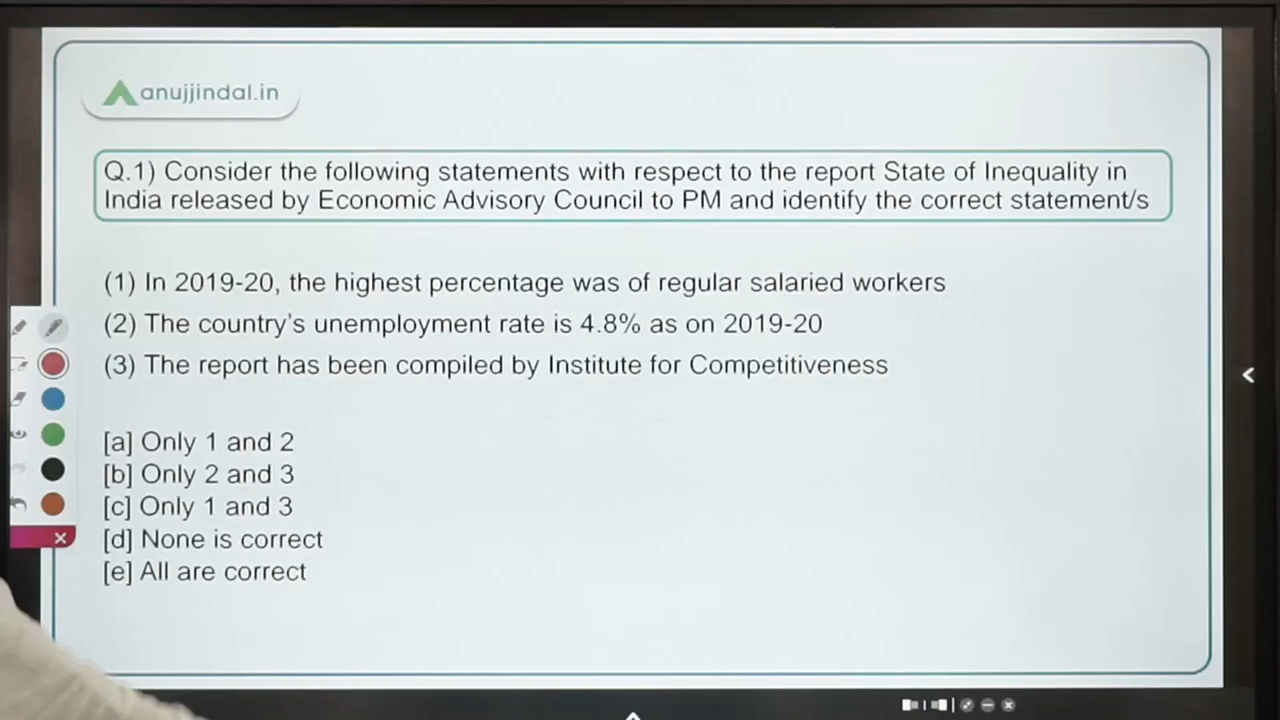 anujjindal.in
Q.1) Consider the following statements with respect to the report State of Inequality in
India released by Economic Advisory Council to PM and identify the correct statement/s
(1) In 2019-20, the highest percentage was of regular salaried workers
(2) The country's unemployment rate is 4.8% as on 2019-20
(3) The report has been compiled by Institute for Competitiveness
[a] Only 1 and 2
[b] Only 2 and 3
[c] Only 1 and 3
[d] None is correct
[e] All are correct